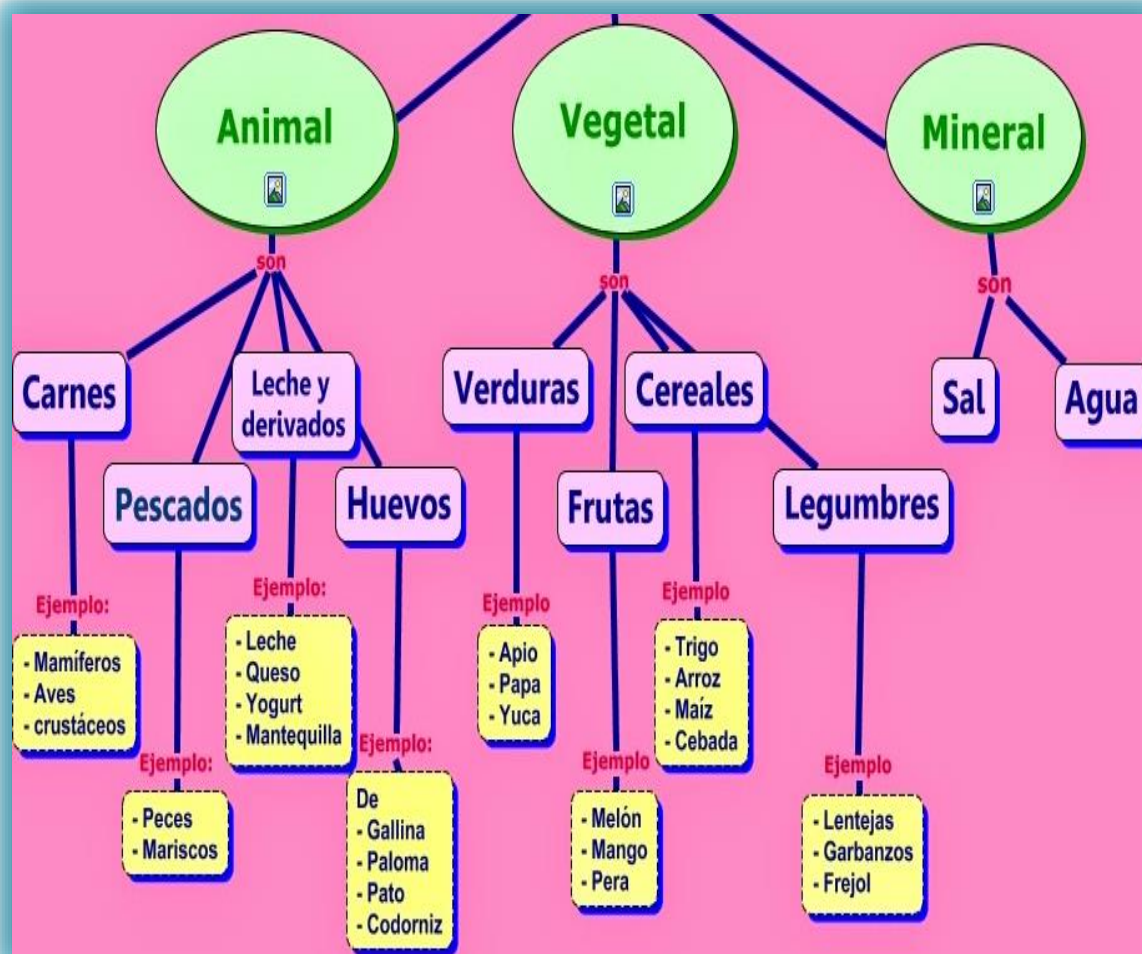 Animal
Vegetal
Mineral
son
son
son
Carnes
Leche y
derivados
Verduras
Cereales
Sal
Agua
Pescados
Huevos
Frutas
Legumbres
Ejemplo:
- Mamíferos
- Aves
- crustáceos
Ejemplo:
- Peces
- Mariscos
Ejemplo:
- Leche
- Queso
- Yogurt
- Mantequilla
Ejemplo:
De
- Gallina
- Paloma
- Pato
- Codorniz
Ejemplo
- Apio
- Papa
- Yuca
Ejemplo
- Melón
- Mango
- Pera
Ejemplo
- Trigo
- Arroz
- Maíz
- Cebada
Ejemplo
- Lentejas
- Garbanzos
- Frejol